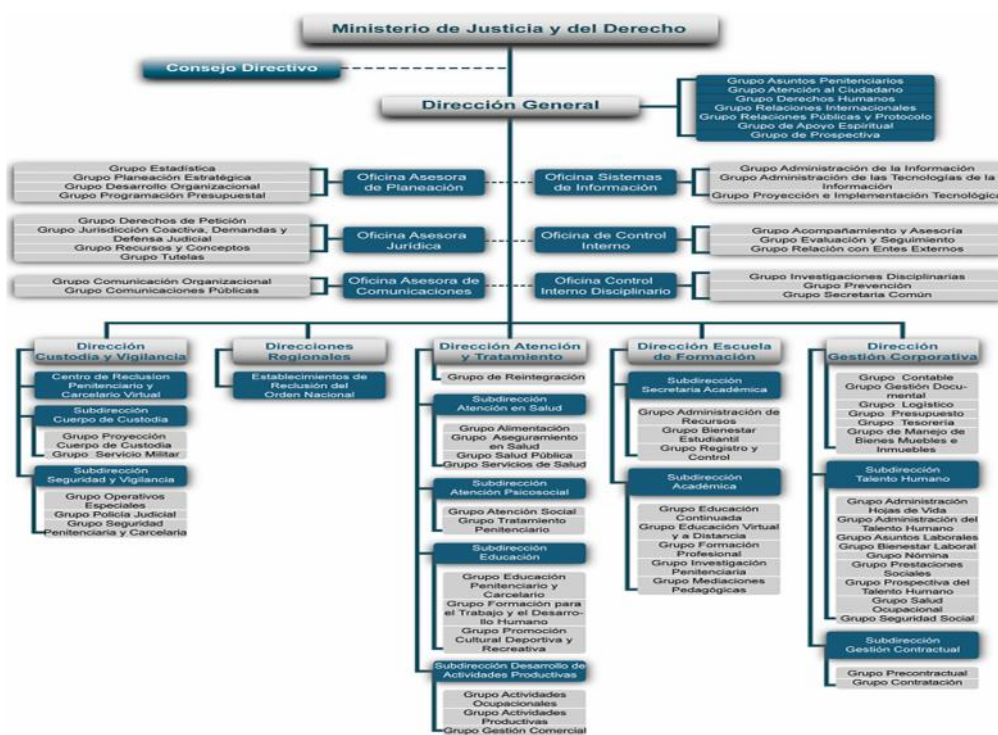 Ministerio de Justicia y del Derecho
Consejo Directivo
Dirección General
Grupo Asuntos Penitenciarios
Grupo Atención al Ciudadano
Grupo Derechos Humanos
Grupo Relaciones Internacionales
Grupo Relaciones Públicas y Protocolo
Grupo de Apoyo Espiritual
Grupo de Prospectiva
Grupo Estadística
Grupo Planeación Estratégica
Grupo Desarrollo Organizacional
Grupo Programación Presupuestal
Oficina Asesora
de Planeación
Oficina Sistemas
de Información
Grupo Administración de la Información
Grupo Administración de las Tecnologías de la
Información
Grupo Proyección e Implementación Tecnológica
Grupo Derechos de Petición
Grupo Jurisdicción Coactiva, Demandas y
Defensa Judicial
Grupo Recursos y Conceptos
Grupo Tutelas
Oficina Asesora
Jurídica
Oficina de Control
Interno
Grupo Acompañamiento y Asesoría
Grupo Evaluación y Seguimiento
Grupo Relación con Entes Externos
Grupo Comunicación Organizacional
Grupo Comunicaciones Públicas
Oficina Asesora de
Comunicaciones
Oficina Control
Interno Disciplinario
Grupo Investigaciones Disciplinarias
Grupo Prevención
Grupo Secretaria Común
Dirección
Custodia y Vigilancia
Centro de Reclusion
Penitenciario y
Carcelario Virtual
Subdirección
Cuerpo de Custodia
Grupo Proyección
Cuerpo de Custodia
Grupo Servicio Militar
Subdirección
Seguridad y Vigilancia
Grupo Operativos
Especiales
Grupo Policía Judicial
Grupo Seguridad
Penitenciaria y Carcelaria
Direcciones
Regionales
Establecimientos de
Reclusión del
Orden Nacional
Dirección Atención
y Tratamiento
Grupo de Reintegración
Subdirección
Atención en Salud
Grupo Alimentación
Grupo Aseguramiento
en Salud
Grupo Salud Pública
Grupo Servicios de Salud
Subdirección
Atención Psicosocial
Grupo Atención Social
Grupo Tratamiento
Penitenciario
Subdirección
Educación
Grupo Educación
Penitenciario y
Carcelario
Grupo Formación para
el Trabajo y el Desarro-
llo Humano
Grupo Promoción
Cultural Deportiva y
Recreativa
Subdirección Desarrollo de
Actividades Productivas
Grupo Actividades
Ocupacionales
Grupo Actividades
Productivas
Grupo Gestión Comercial
Dirección Escuela
de Formación
Subdirección
Secretaria Académica
Grupo Administración de
Recursos
Grupo Bienestar
Estudiantil
Grupo Registro y
Control
Subdirección
Académica
Grupo Educación
Continuada
Grupo Educación Virtual
y a Distancia
Grupo Formación
Profesional
Grupo Investigación
Penitenciaria
Grupo Mediaciones
Pedagógicas
Dirección
Gestión Corporativa
Grupo Contable
Grupo Gestión Docu-
mental
Grupo Logístico
Grupo Presupuesto
Grupo Tesorería
Grupo de Manejo de
Bienes Muebles e
Inmuebles
Subdirección
Talento Humano
Grupo Administración
Hojas de Vida
Grupo Administración del
Talento Humano
Grupo Asuntos Laborales
Grupo Bienestar Laboral
Grupo Nómina
Grupo Prestaciones
Sociales
Grupo Prospectiva del
Talento Humano
Grupo Salud
Ocupacional
Grupo Seguridad Social
Subdirección
Gestión Contractual
Grupo Precontractual
Grupo Contratación